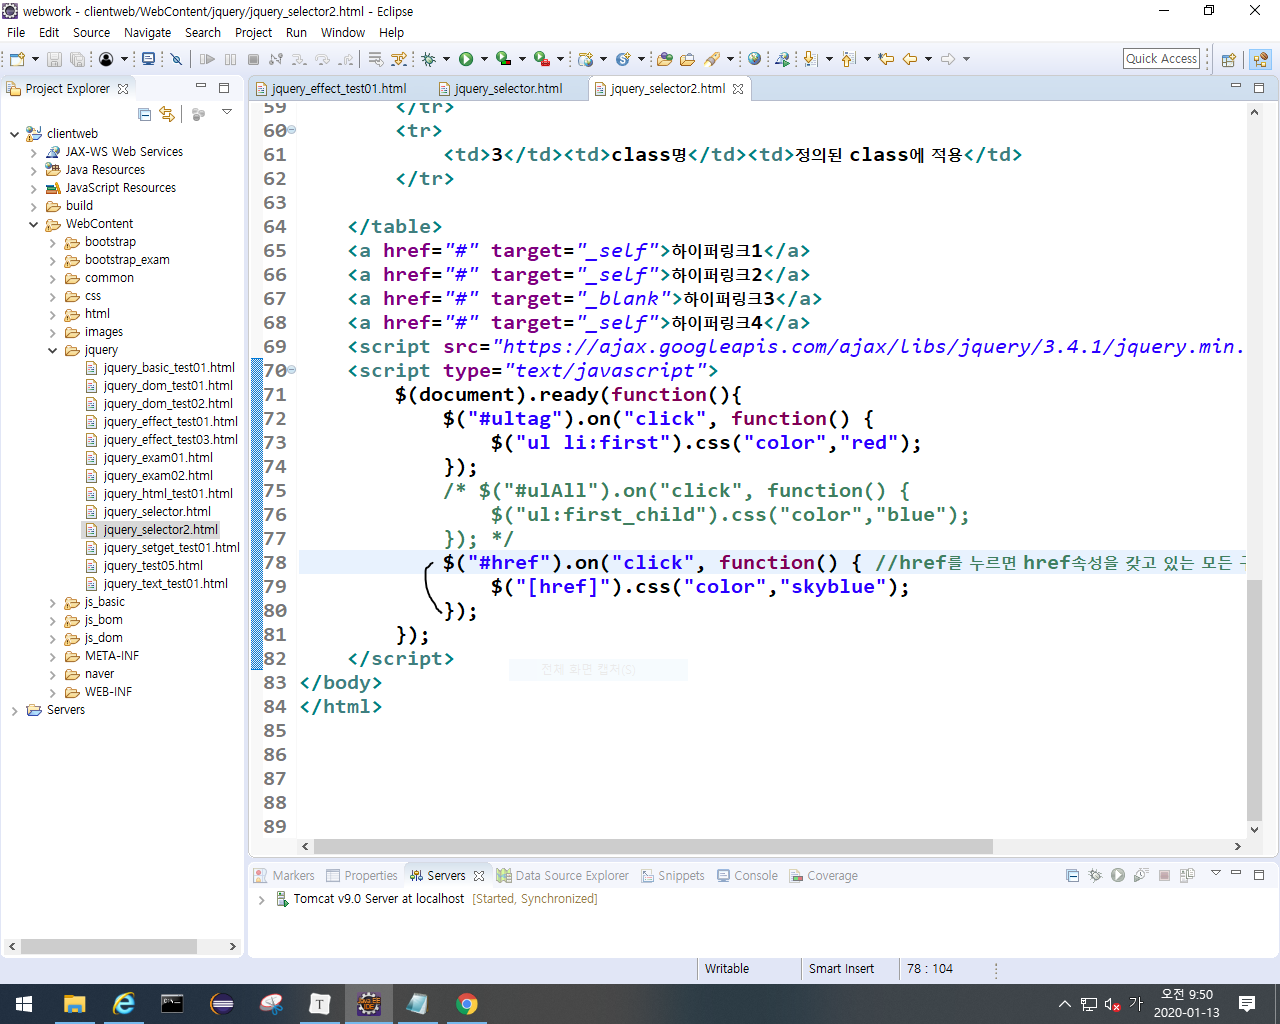 webwork - clientweb/WebContent/jquery/jquery_selector2.html - Eclipse
File Edit Source Navigate Search Project Run Window Help
Quick Access
Project Explorer
jquery_effect_test01.html jquery_selector.html jquery_selector2.html
clientweb
JAX-WS Web Services
Java Resources
JavaScript Resources
build
WebContent
bootstrap
bootstrap_exam
common
css
html
images
jquery
jquery_basic_test01.html
jquery_dom_test01.html
jquery_dom_test02.html
jquery_effect_test01.html
jquery_effect_test03.html
jquery_exam01.html
jquery_exam02.html
jquery_html_test01.html
jquery_selector.html
jquery_selector2.html
jquery_setget_test01.html
jquery_test05.html
jquery_text_test01.html
js_basic
js_bom
js_dom
META-INF
naver
WEB-INF
Servers
59 </tr>
60 <tr>
61 <td>3</td><td>class명</td><td>정의된 class에 적용</td>
62 </tr>
63
64 </table>
65 <a href="#" target="_self">하이퍼링크1</a>
66 <a href="#" target="_self">하이퍼링크2</a>
67 <a href="#" target="_blank">하이퍼링크3</a>
68 <a href="#" target="_self">하이퍼링크4</a>
69 <script src="https://ajax.googleapis.com/ajax/libs/jquery/3.4.1/jquery.min.
70 <script type="text/javascript">
71 $(document).ready(function(){
72 $("#ultag").on("click", function() {
73 $("ul li:first").css("color","red");
74 });
75 /* $("#ulAll").on("click", function() {
76 $("ul:first_child").css("color","blue");
77 }); */
78 $("#href").on("click", function() { //href를 누르면 href속성을 갖고 있는 모든
79 $("[href]").css("color","skyblue");
80 });
81 });
82 </script>
83 </body>
84 </html>
85
86
87
88
89
전체 화면 캡처(S)
Markers Properties Servers Data Source Explorer Snippets Console Coverage
Tomcat v9.0 Server at localhost [Started, Synchronized]
Writable Smart Insert 78 : 104
가
오전 9:50
2020-01-13